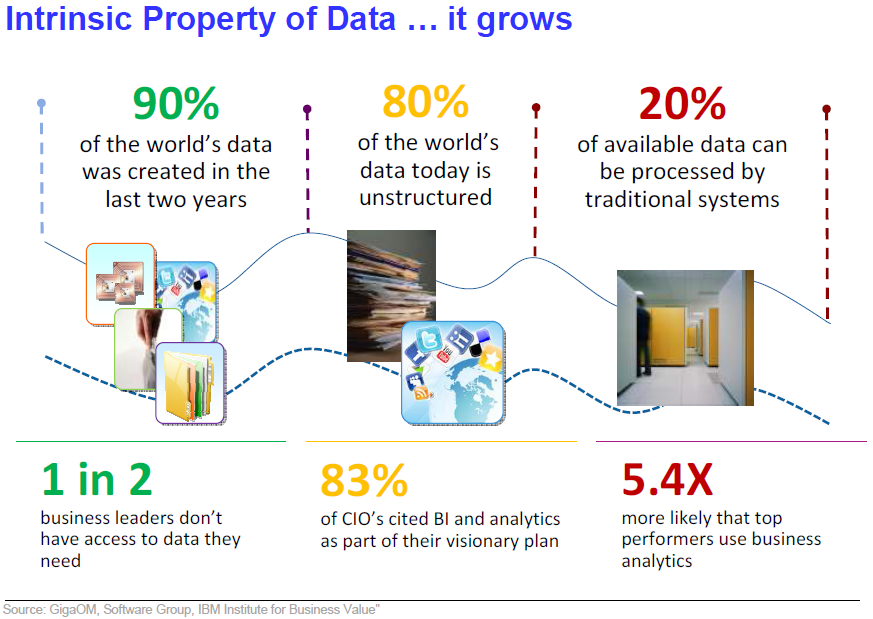 Intrinsic Property of Data … it grows
90%
of the world’s data
was created in the
last two years
80%
of the world’s
data today is
unstructured
20%
of available data can
be processed by
traditional systems
1 in 2
business leaders don’t
have access to data they
need
83%
of CIO’s cited BI and analytics
as part of their visionary plan
5.4X
more likely that top
performers use business
analytics
Source: GigaOM, Software Group, IBM Institute for Business Value"